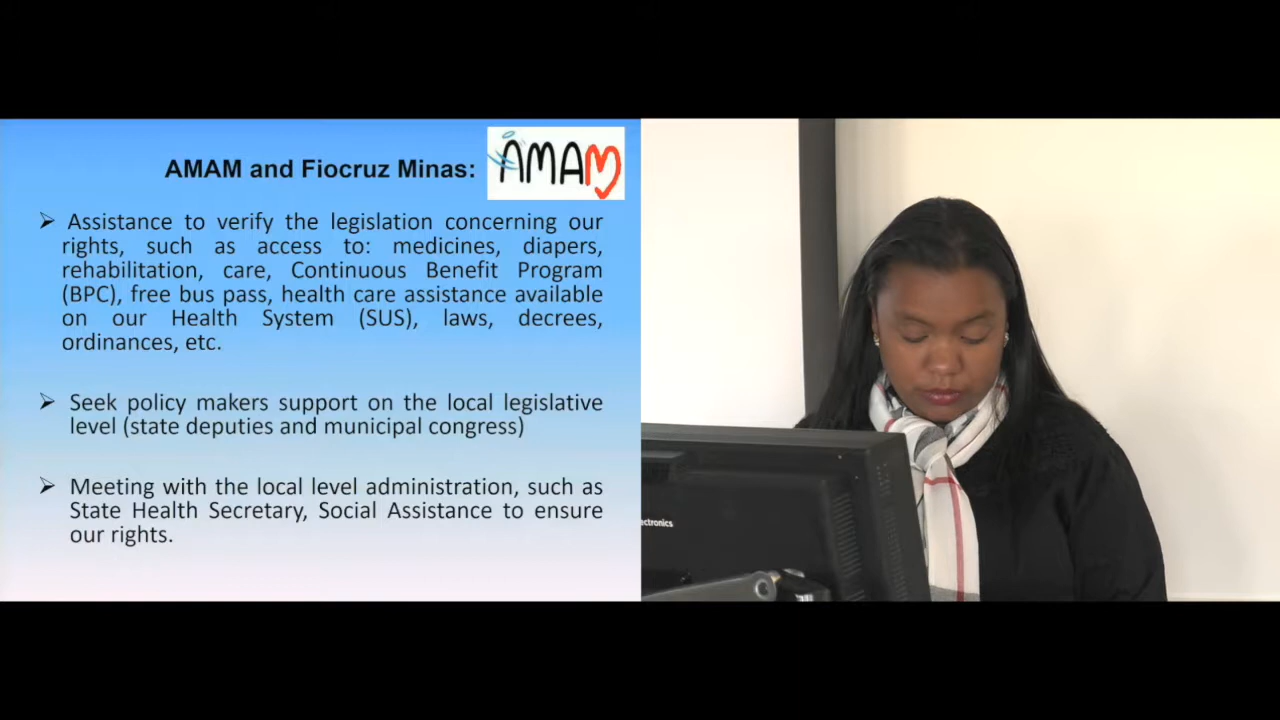 AMAM and Fiocruz Minas:
AMAM
➢ Assistance to verify the legislation concerning our
rights, such as access to: medicines, diapers,
rehabilitation, care, Continuous Benefit Program
(BPC), free bus pass, health care assistance available
on our Health System (SUS), laws, decrees,
ordinances, etc.
➢ Seek policy makers support on the local legislative
level (state deputies and municipal congress)
➢ Meeting with the local level administration, such as
State Health Secretary, Social Assistance to ensure
our rights.
ectronics